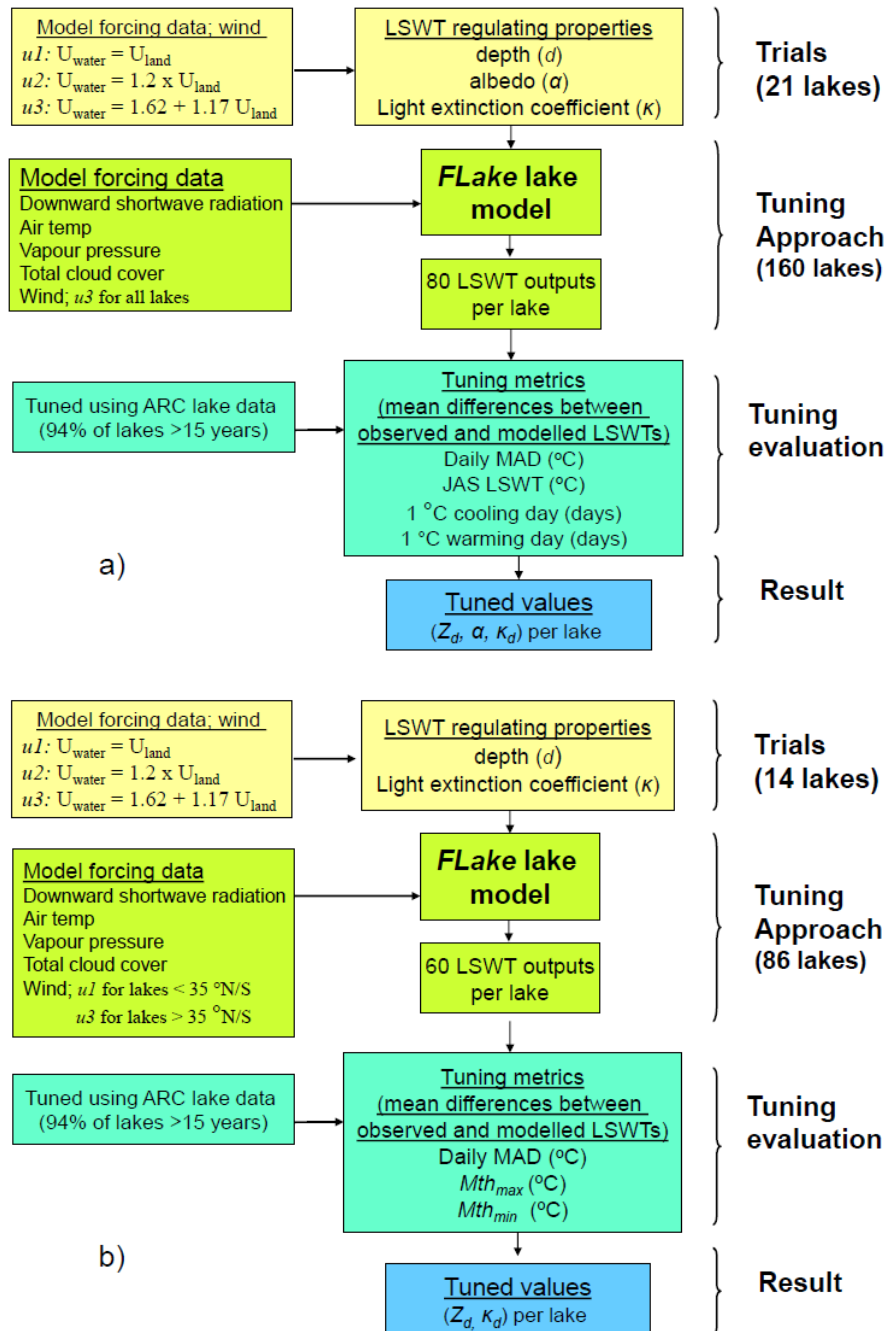 Model forcing data; wind
u1: Uwater = Uland
u2: Uwater = 1.2 x Uland
u3: Uwater = 1.62 + 1.17 Uland
LSWT regulating properties
depth (d)
albedo (α)
Light extinction coefficient (κ)
Trials
(21 lakes)
Model forcing data
Downward shortwave radiation
Air temp
Vapour pressure
Total cloud cover
Wind; u3 for all lakes
FLake lake
model
80 LSWT outputs
per lake
Tuning
Approach
(160 lakes)
Tuned using ARC lake data
(94% of lakes >15 years)
Tuning metrics
(mean differences between
observed and modelled LSWTs)
Daily MAD (ºC)
JAS LSWT (ºC)
1 °C cooling day (days)
1 °C warming day (days)
Tuning
evaluation
a)
Tuned values
(Zd, α, κd) per lake
Result
Model forcing data; wind
u1: Uwater = Uland
u2: Uwater = 1.2 x Uland
u3: Uwater = 1.62 + 1.17 Uland
LSWT regulating properties
depth (d)
Light extinction coefficient (κ)
Trials
(14 lakes)
Model forcing data
Downward shortwave radiation
Air temp
Vapour pressure
Total cloud cover
Wind; u1 for lakes < 35 °N/S
u3 for lakes > 35 °N/S
FLake lake
model
60 LSWT outputs
per lake
Tuning
Approach
(86 lakes)
Tuned using ARC lake data
(94% of lakes >15 years)
Tuning metrics
(mean differences between
observed and modelled LSWTs)
Daily MAD (ºC)
Mthmax (ºC)
Mthmin (ºC)
Tuning
evaluation
b)
Tuned values
(Zd, κd) per lake
Result